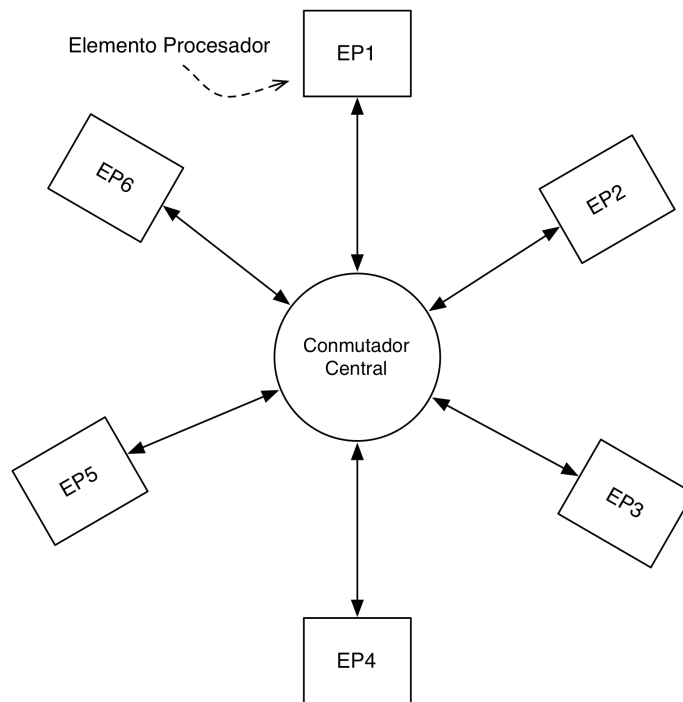 Elemento Procesador
EP1
EP6
EP2
Conmutador
Central
EP5
EP3
EP4